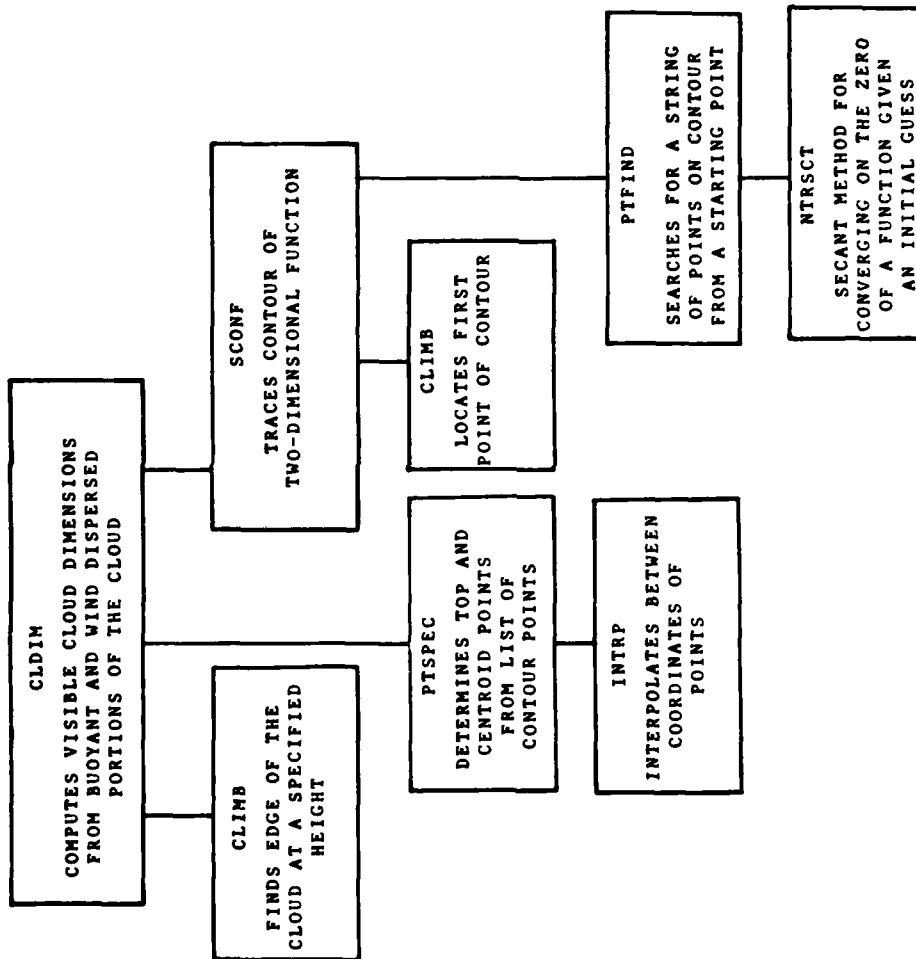 CLDIM
COMPUTES VISIBLE CLOUD DIMENSIONS
FROM BUOYANT AND WIND DISPERSED
PORTIONS OF THE CLOUD
CLIMB
FINDS EDGE OF THE
CLOUD AT A SPECIFIED
HEIGHT
SCONF
TRACES CONTOUR OF
TWO-DIMENSIONAL FUNCTION
PTSPEC
DETERMINES TOP AND
CENTROID POINTS
FROM LIST OF
CONTOUR POINTS
CLIMB
LOCATES FIRST
POINT OF CONTOUR
INTRP
INTERPOLATES BETWEEN
COORDINATES OF
POINTS
PTFIND
SEARCHES FOR A STRING
OF POINTS ON CONTOUR
FROM A STARTING POINT
NTRSCT
SECANT METHOD FOR
CONVERGING ON THE ZERO
OF A FUNCTION GIVEN
AN INITIAL GUESS